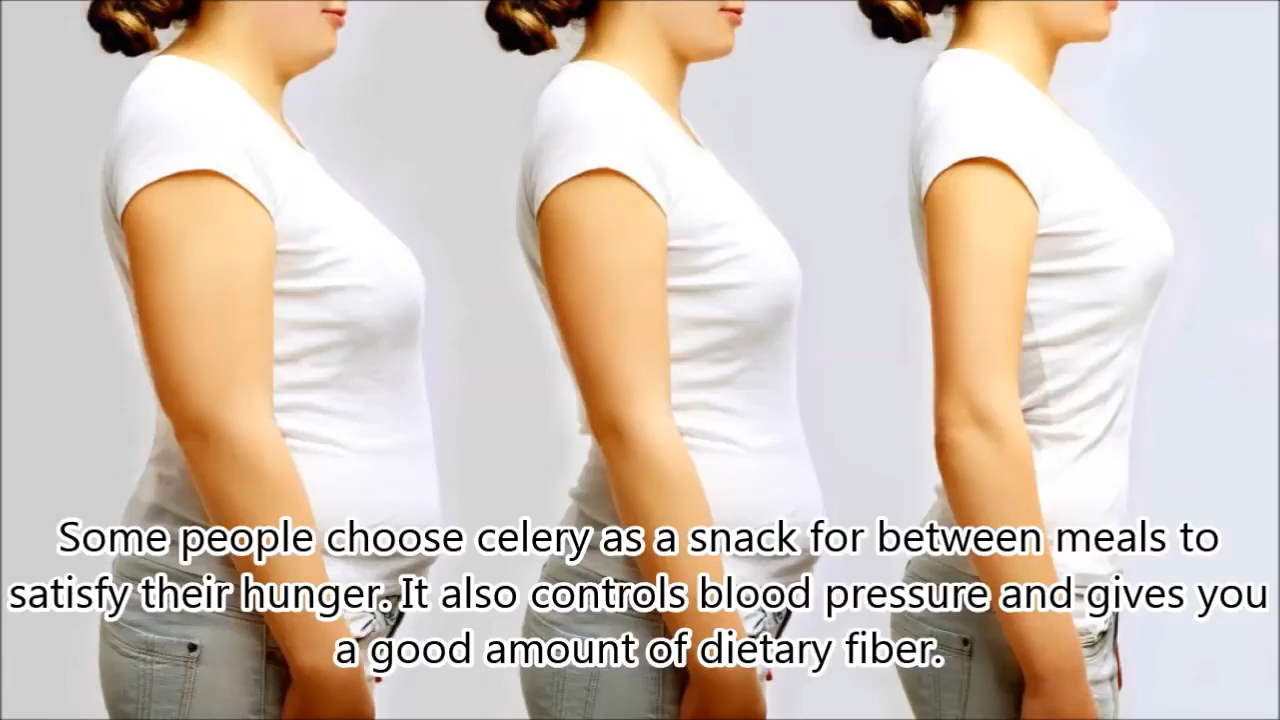 Some people choose celery as a snack for between meals to
satisfy their hunger. It also controls blood pressure and gives you
a good amount of dietary fiber.